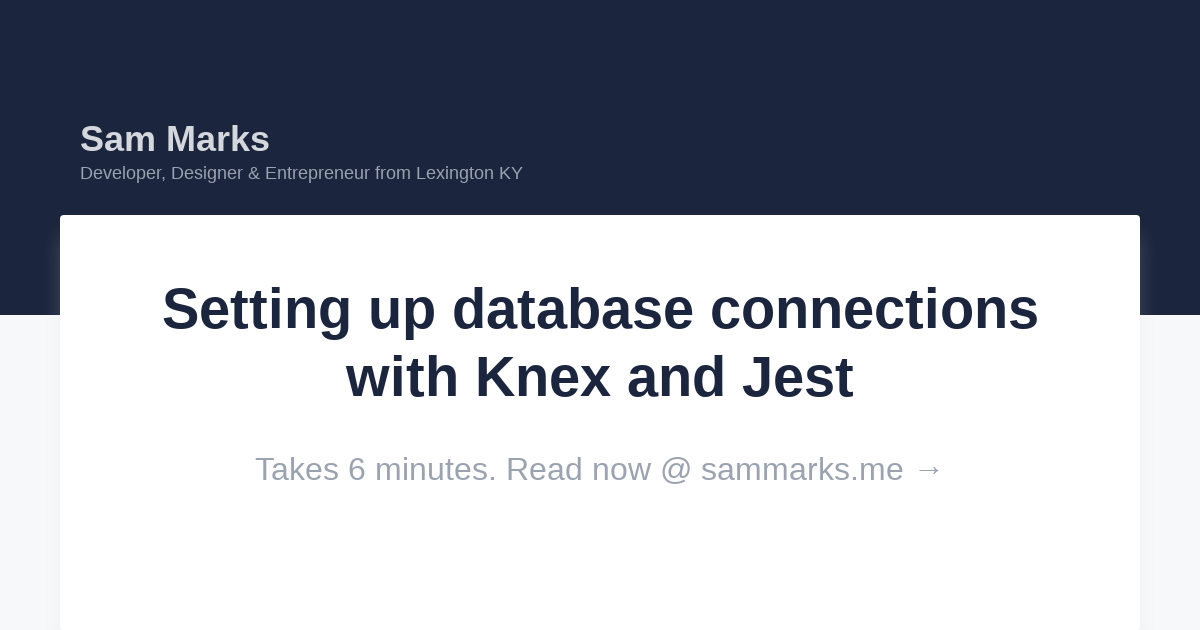 Sam Marks
Developer, Designer & Entrepreneur from Lexington KY
Setting up database connections
with Knex and Jest
Takes 6 minutes. Read now @ sammarks.me →